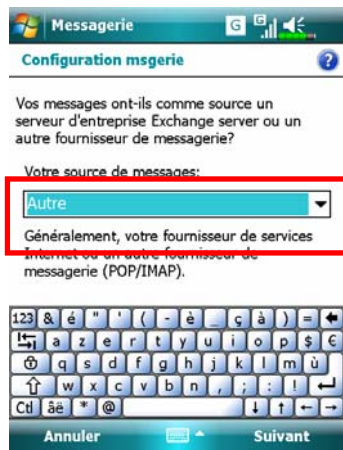 Messagerie
G
G
Configuration msgerie
?
Vos messages ont-ils comme source un
serveur d'entreprise Exchange server ou un
autre fournisseur de messagerie?
Votre source de messages:
Autre
Généralement, votre fournisseur de services
Internet ou un autre fournisseur de
messagerie (POP/IMAP).
123 & é " ' ( - è _ ç à ) =
a z e r t y u i o p $ €
q s d f g h j k l m ù
w x c v b n , ; : !
Ctl áë * @
Annuler
Suivant